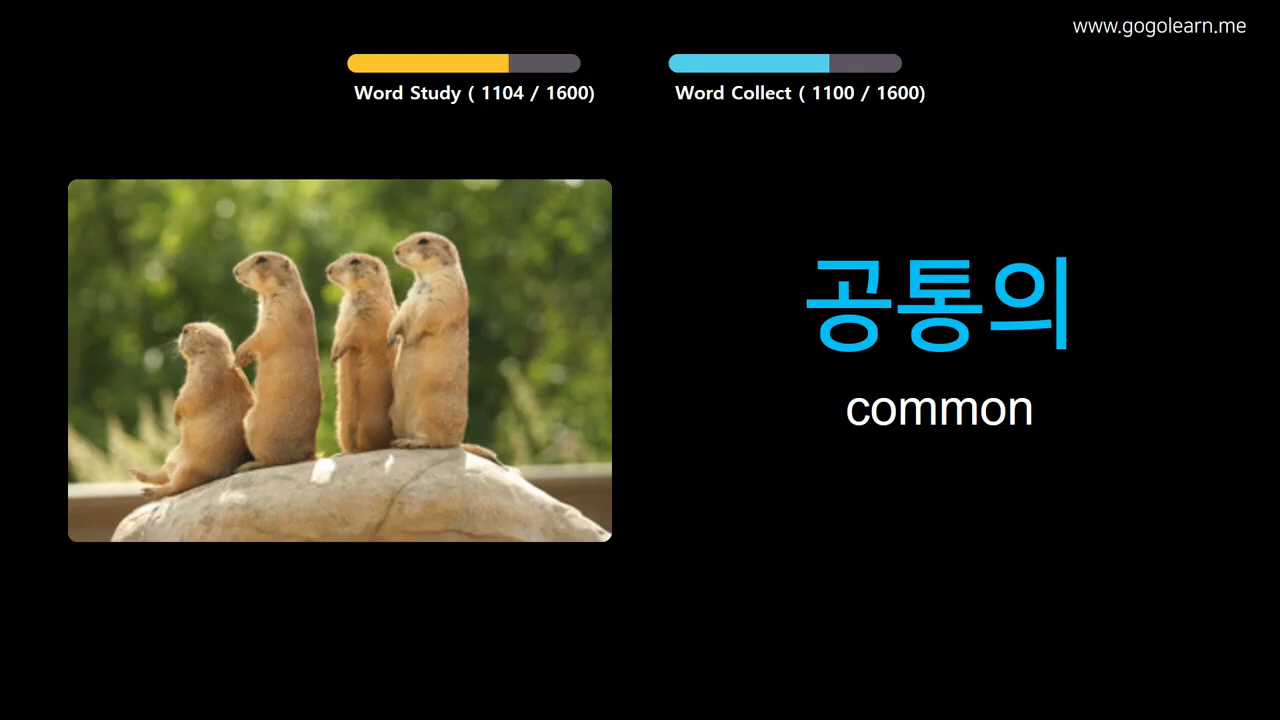 www.gogolearn.me
Word Study ( 1104 / 1600)
Word Collect ( 1100 / 1600)
공통의
common